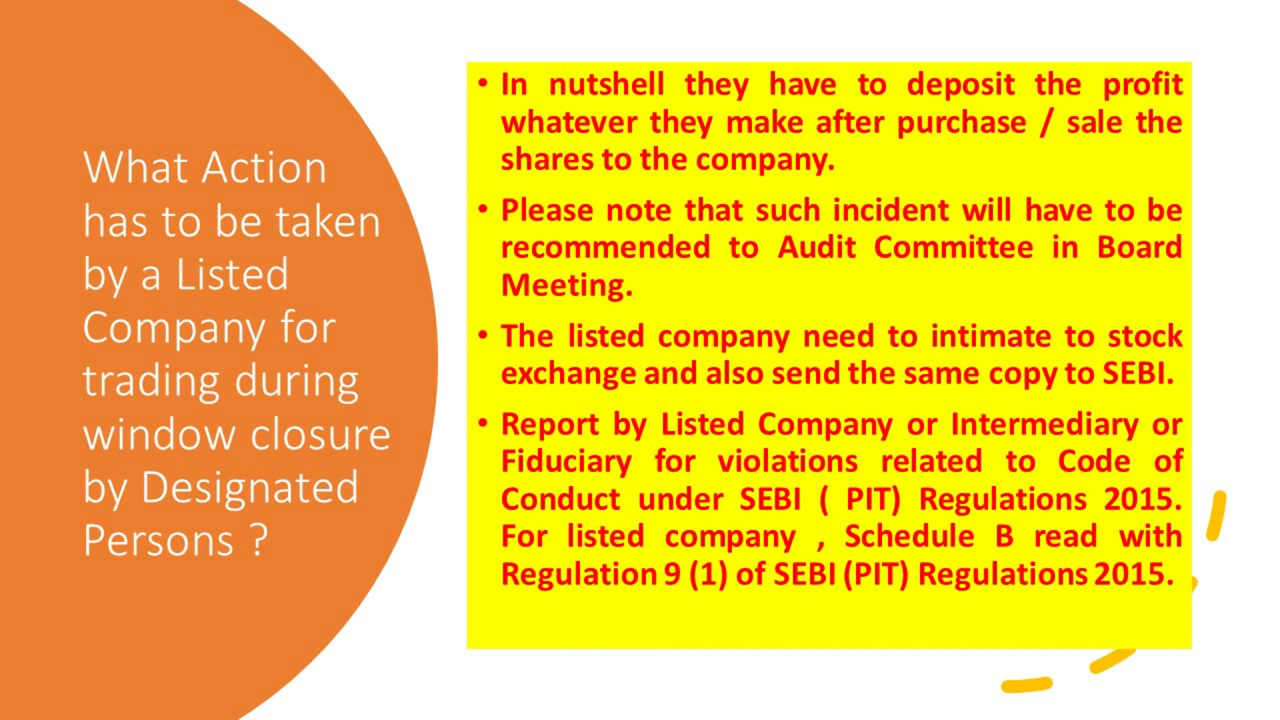 What Action
has to be taken
by a Listed
Company for
trading during
window closure
by Designated
Persons ?
• In nutshell they have to deposit the profit
whatever they make after purchase / sale the
shares to the company.
• Please note that such incident will have to be
recommended to Audit Committee in Board
Meeting.
• The listed company need to intimate to stock
exchange and also send the same copy to SEBI.
• Report by Listed Company or Intermediary or
Fiduciary for violations related to Code of
Conduct under SEBI ( PIT) Regulations 2015.
For listed company , Schedule B read with
Regulation 9 (1) of SEBI (PIT) Regulations 2015.